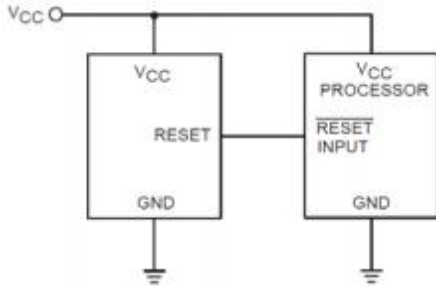 VCC
VCC
RESET
GND
VCC
PROCESSOR
RESET
INPUT
GND